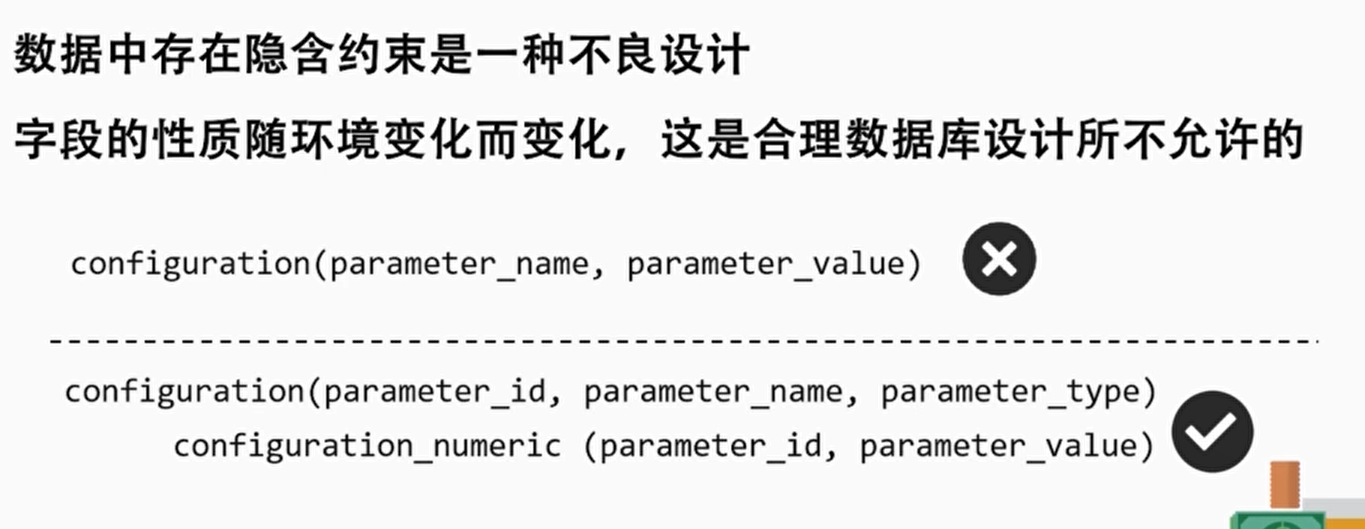 数据中存在隐含约束是一种不良设计
字段的性质随环境变化而变化，这是合理数据库设计所不允许的
configuration(parameter_name, parameter_value)
configuration(parameter_id, parameter_name, parameter_type)
configuration_numeric (parameter_id, parameter_value)